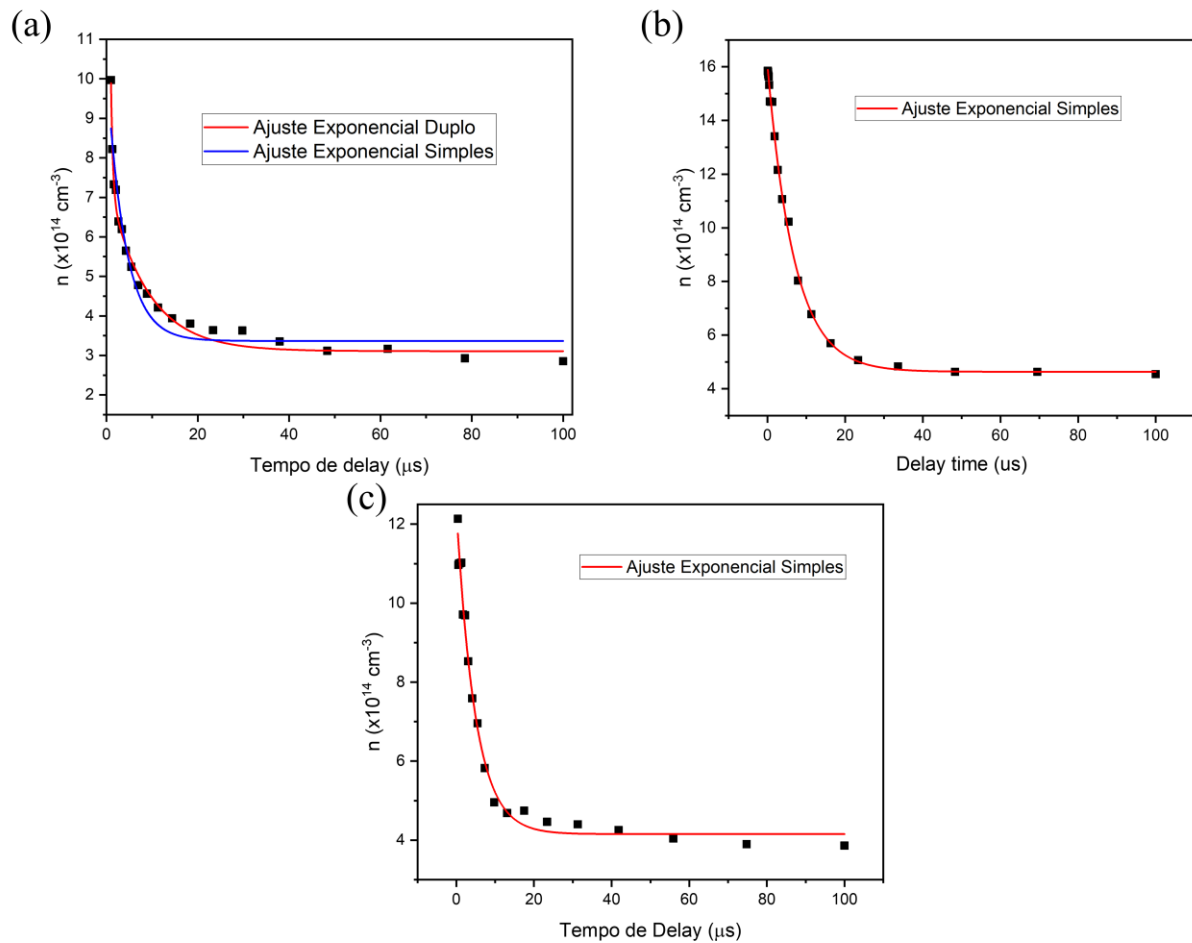 (a)
11
10
9
8
7
6
5
4
3
2
n (x10¹⁴ cm⁻³)
Ajuste Exponencial Duplo
Ajuste Exponencial Simples
0 20 40 60 80 100
Tempo de delay (μs)
(b)
16
14
12
10
8
6
4
n (x10¹⁴ cm⁻³)
Ajuste Exponencial Simples
0 20 40 60 80 100
Delay time (us)
(c)
12
10
8
6
4
n (x10¹⁴ cm⁻³)
Ajuste Exponencial Simples
0 20 40 60 80 100
Tempo de Delay (μs)